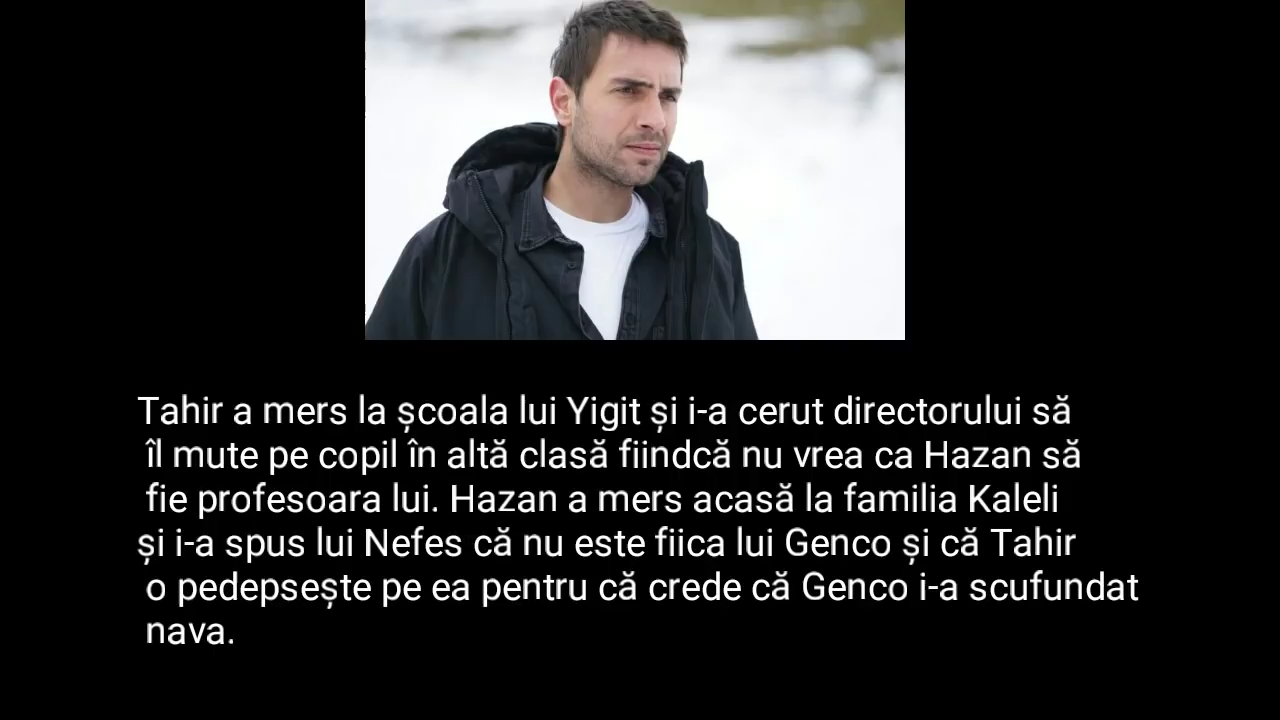 Tahir a mers la școala lui Yigit și i-a cerut directorului să
îl mute pe copil în altă clasă fiindcă nu vrea ca Hazan să
fie profesoara lui. Hazan a mers acasă la familia Kaleli
și i-a spus lui Nefes că nu este fiica lui Genco și că Tahir
o pedepsește pe ea pentru că crede că Genco i-a scufundat
nava.